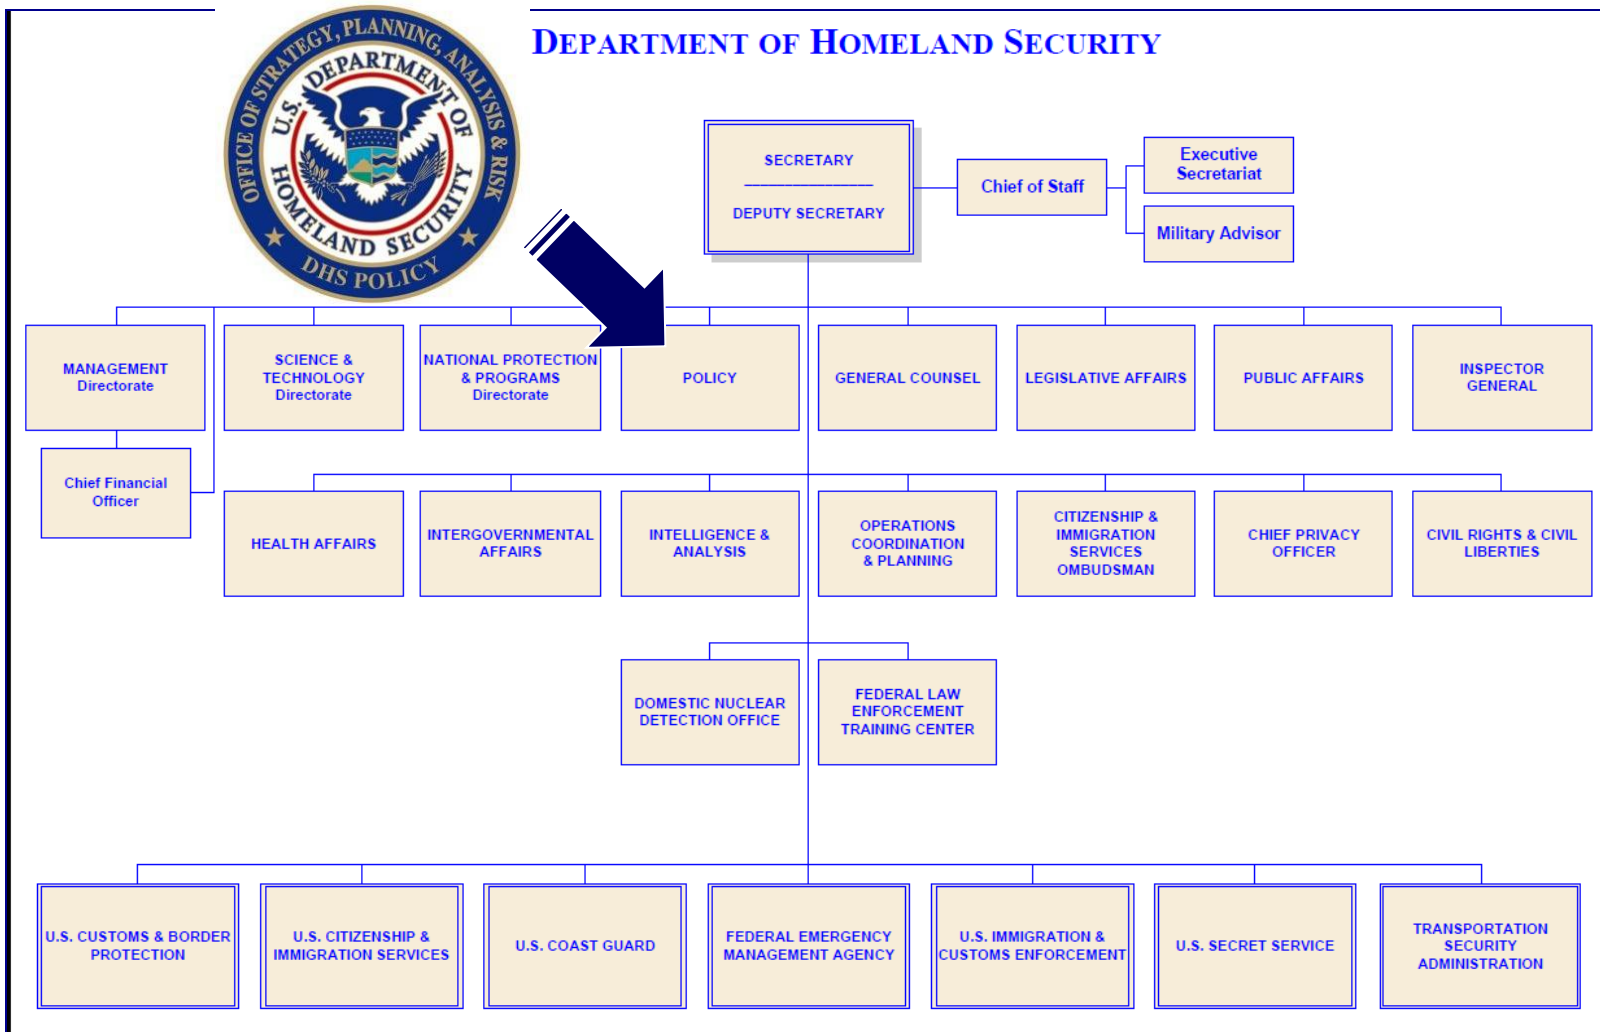 OFFICE OF STRATEGY, PLANNING, ANALYSIS & RISK
DHS POLICY
U.S. DEPARTMENT OF
HOMELAND SECURITY
DEPARTMENT OF HOMELAND SECURITY
SECRETARY
DEPUTY SECRETARY
Chief of Staff
Executive
Secretariat
Military Advisor
MANAGEMENT
Directorate
SCIENCE &
TECHNOLOGY
Directorate
NATIONAL PROTECTION
& PROGRAMS
Directorate
POLICY
GENERAL COUNSEL
LEGISLATIVE AFFAIRS
PUBLIC AFFAIRS
INSPECTOR
GENERAL
Chief Financial
Officer
HEALTH AFFAIRS
INTERGOVERNMENTAL
AFFAIRS
INTELLIGENCE &
ANALYSIS
OPERATIONS
COORDINATION
& PLANNING
CITIZENSHIP &
IMMIGRATION
SERVICES
OMBUDSMAN
CHIEF PRIVACY
OFFICER
CIVIL RIGHTS & CIVIL
LIBERTIES
DOMESTIC NUCLEAR
DETECTION OFFICE
FEDERAL LAW
ENFORCEMENT
TRAINING CENTER
U.S. CUSTOMS & BORDER
PROTECTION
U.S. CITIZENSHIP &
IMMIGRATION SERVICES
U.S. COAST GUARD
FEDERAL EMERGENCY
MANAGEMENT AGENCY
U.S. IMMIGRATION &
CUSTOMS ENFORCEMENT
U.S. SECRET SERVICE
TRANSPORTATION
SECURITY
ADMINISTRATION